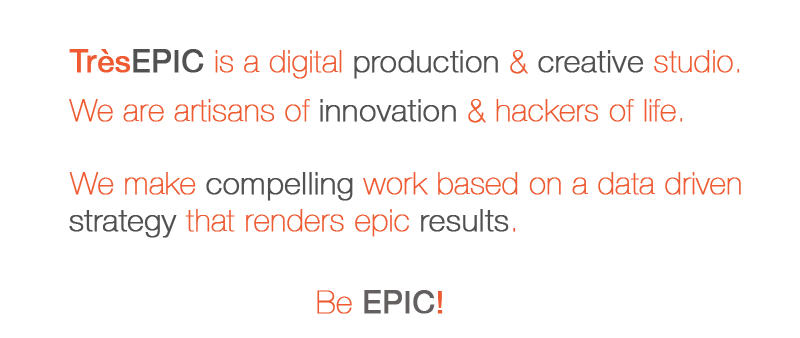 TrèsEPIC is a digital production & creative studio.
We are artisans of innovation & hackers of life.
We make compelling work based on a data driven
strategy that renders epic results.
Be EPIC!